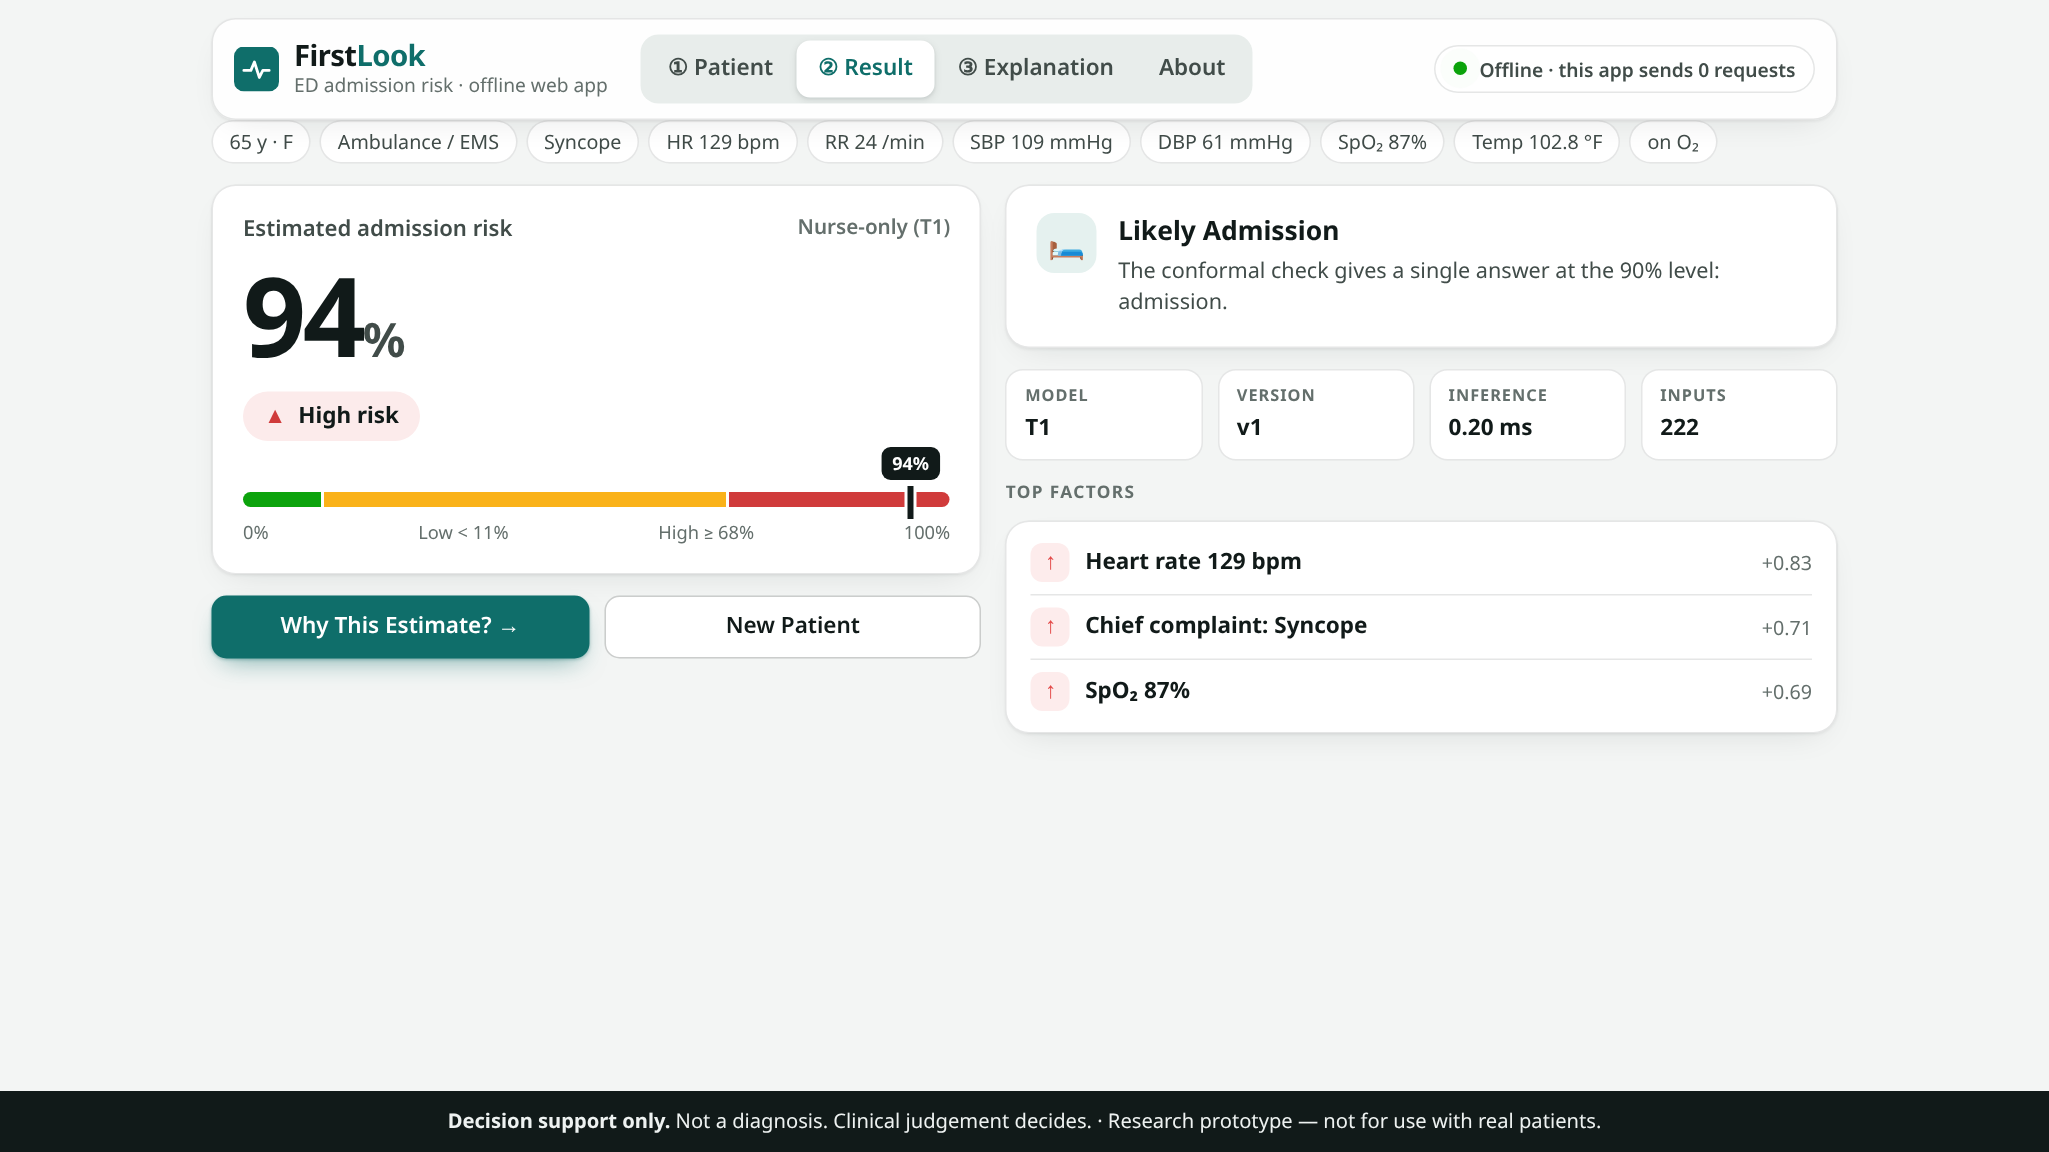 FirstLook
ED admission risk · offline web app
① Patient
② Result
③ Explanation
About
Offline · this app sends 0 requests
65 y · F
Ambulance / EMS
Syncope
HR 129 bpm
RR 24 /min
SBP 109 mmHg
DBP 61 mmHg
SpO₂ 87%
Temp 102.8 °F
on O₂
Estimated admission risk
Nurse-only (T1)
94%
▲ High risk
94%
0%
Low < 11%
High ≥ 68%
100%
Why This Estimate? →
New Patient
Likely Admission
The conformal check gives a single answer at the 90% level:
admission.
MODEL
T1
VERSION
v1
INFERENCE
0.20 ms
INPUTS
222
TOP FACTORS
↑ Heart rate 129 bpm +0.83
↑ Chief complaint: Syncope +0.71
↑ SpO₂ 87% +0.69
Decision support only. Not a diagnosis. Clinical judgement decides. · Research prototype — not for use with real patients.